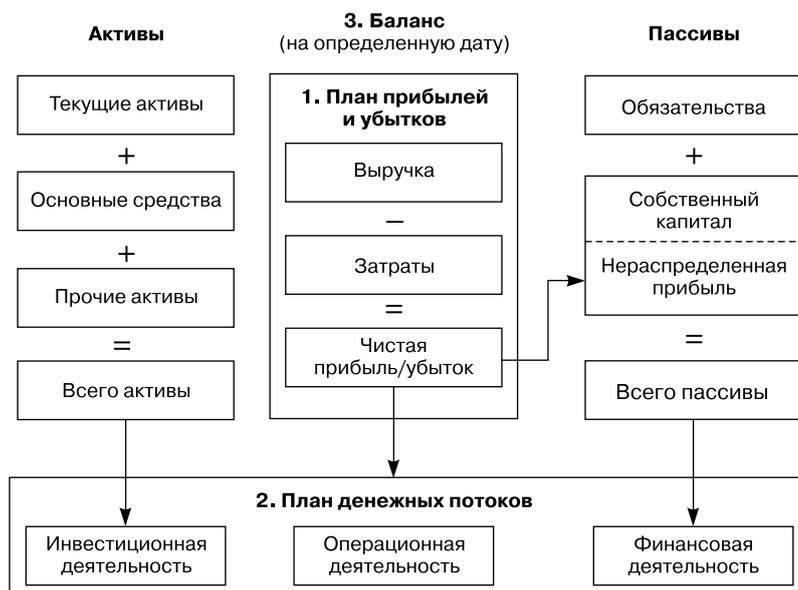 Активы
3. Баланс
(на определенную дату)
Пассивы
Текущие активы
+
Основные средства
+
Прочие активы
=
Всего активы
1. План прибылей
и убытков
Выручка
−
Затраты
=
Чистая
прибыль/убыток
Обязательства
+
Собственный
капитал
Нераспределенная
прибыль
=
Всего пассивы
2. План денежных потоков
Инвестиционная
деятельность
Операционная
деятельность
Финансовая
деятельность